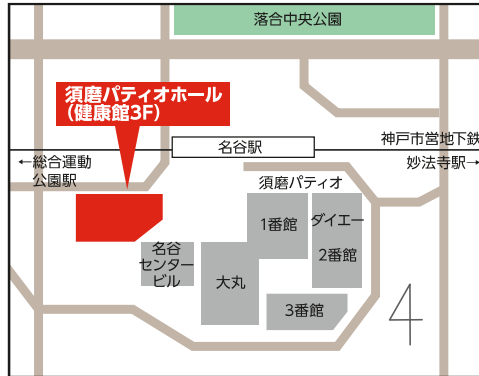 落合中央公園
須磨パティオホール
（健康館3F）
名谷駅
神戸市営地下鉄
←総合運動
公園駅
妙法寺駅→
須磨パティオ
1番館
ダイエー
2番館
名谷
センター
ビル
大丸
3番館